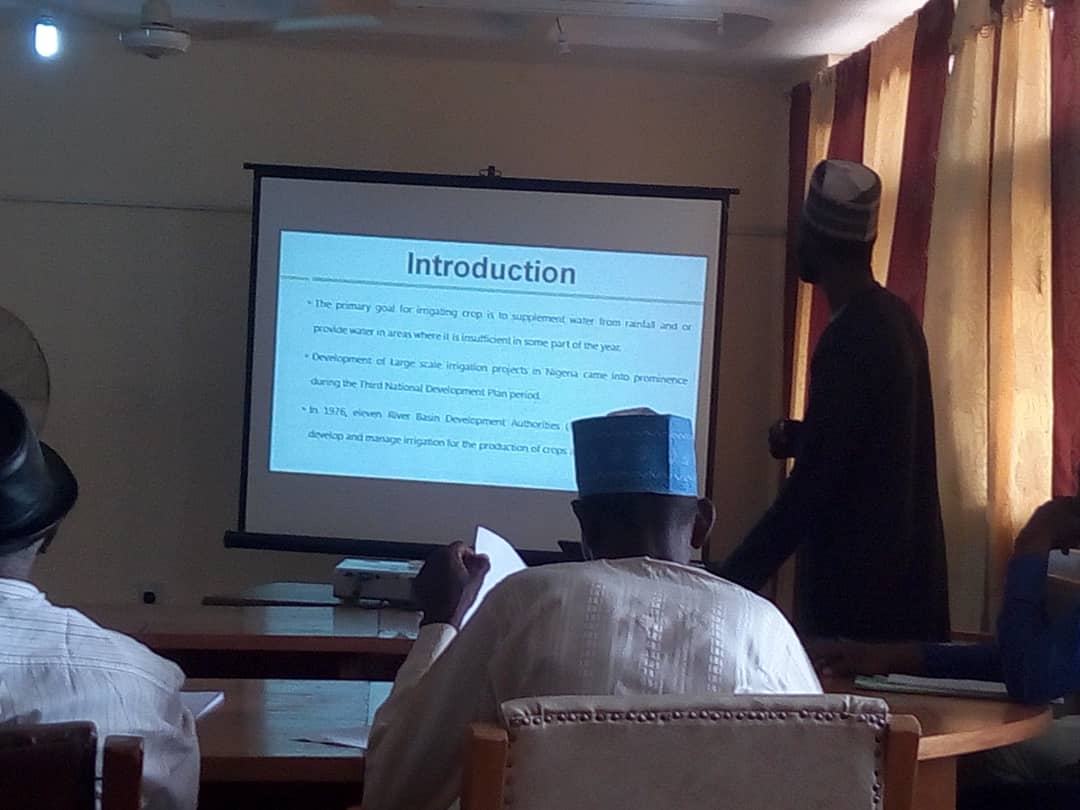 Introduction
• The primary goal for irrigating crop is to supplement water from rainfall and or
provide water in areas where it is insufficient in some part of the year.
• Development of Large scale irrigation projects in Nigeria came into prominence
during the Third National Development Plan period.
• In 1976, eleven River Basin Development Authorities (
develop and manage irrigation for the production of crops